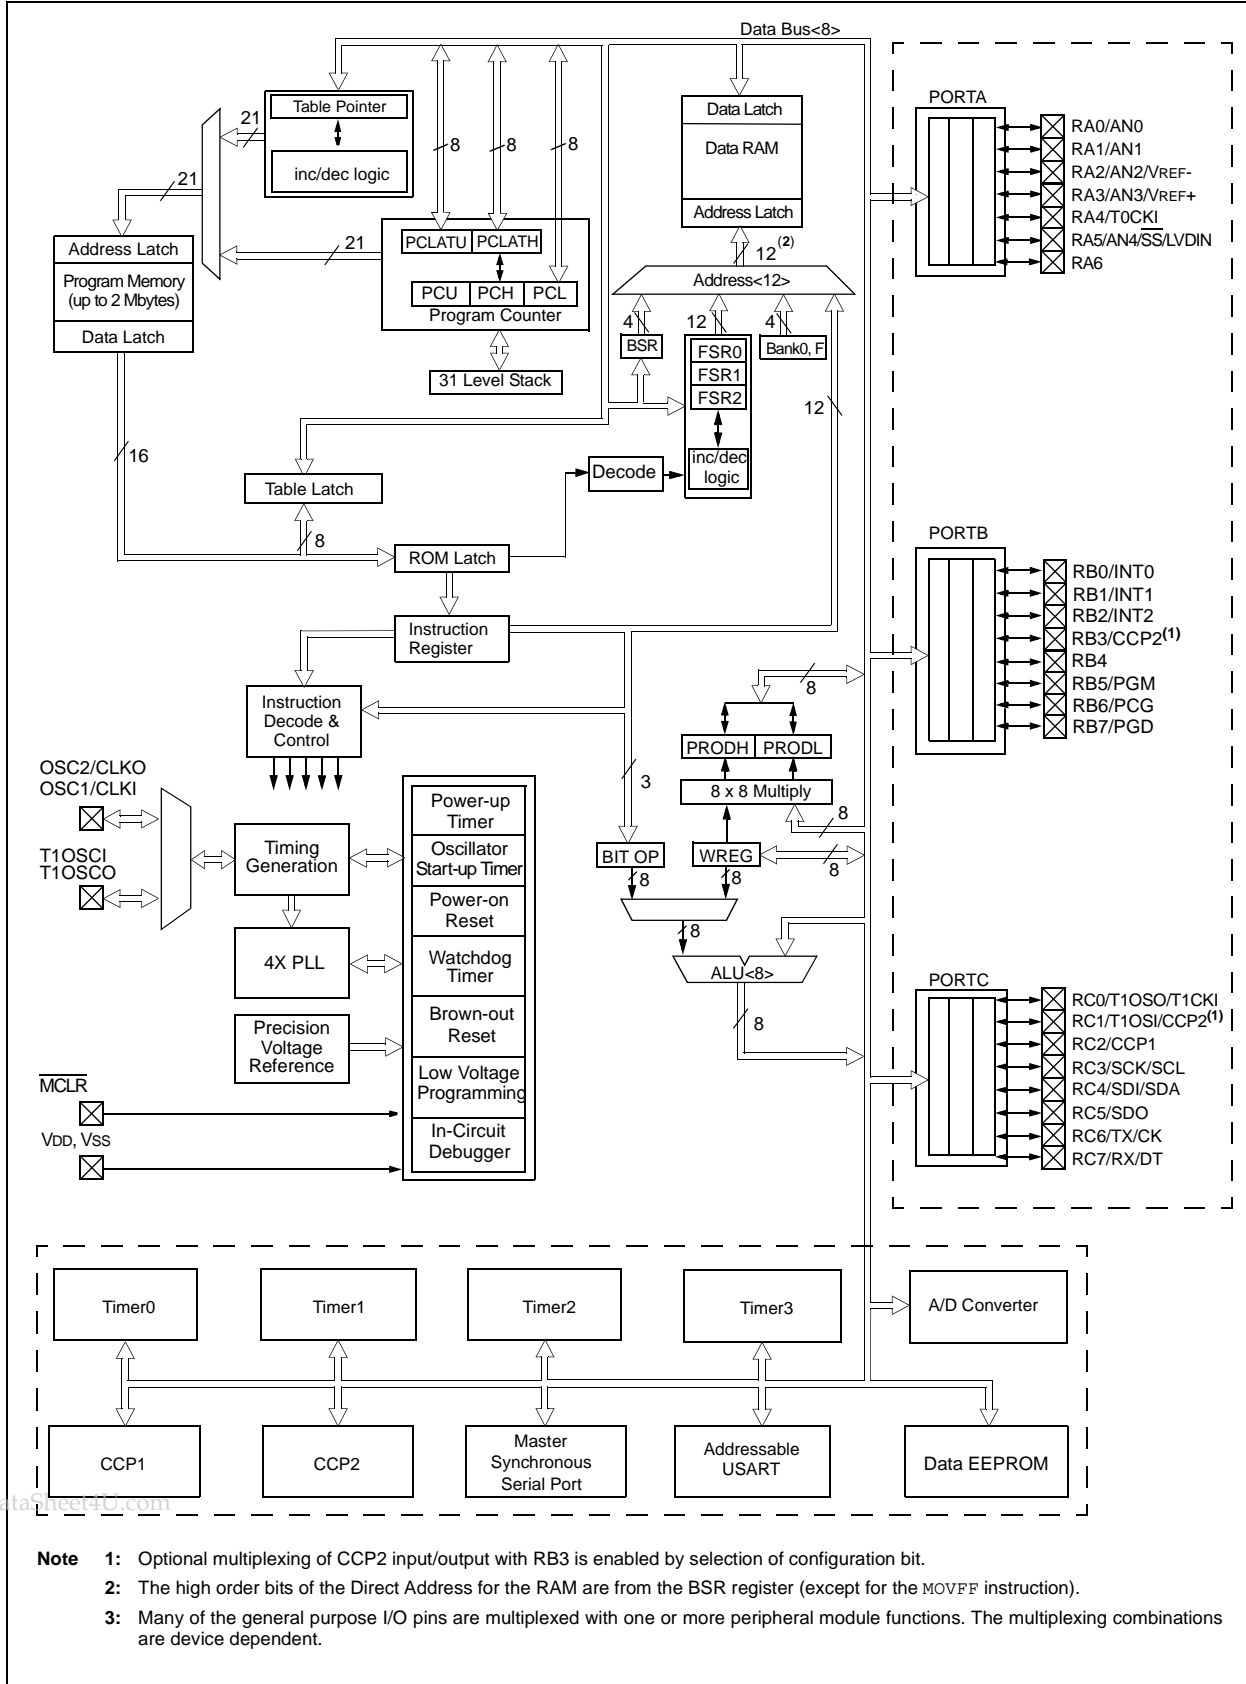 Data Bus<8>
21
Table Pointer
inc/dec logic
21
8
8
8
Data Latch
Data RAM
Address Latch
12(2)
Address<12>
Address Latch
Program Memory
(up to 2 Mbytes)
Data Latch
21
PCLATU
PCLATH
PCU
PCH
PCL
Program Counter
31 Level Stack
4
12
4
BSR
FSR0
FSR1
FSR2
Bank0, F
12
inc/dec
logic
16
Table Latch
Decode
8
ROM Latch
Instruction
Register
Instruction
Decode &
Control
8
PRODH
PRODL
8 x 8 Multiply
3
8
BIT OP
WREG
8
8
8
8
ALU<8>
8
OSC2/CLKO
OSC1/CLKI
T1OSCI
T1OSCO
Timing
Generation
4X PLL
Precision
Voltage
Reference
MCLR
VDD, VSS
Power-up
Timer
Oscillator
Start-up Timer
Power-on
Reset
Watchdog
Timer
Brown-out
Reset
Low Voltage
Programming
In-Circuit
Debugger
PORTA
RA0/AN0
RA1/AN1
RA2/AN2/VREF-
RA3/AN3/VREF+
RA4/T0CKI
RA5/AN4/SS/LVDIN
RA6
PORTB
RB0/INT0
RB1/INT1
RB2/INT2
RB3/CCP2(1)
RB4
RB5/PGM
RB6/PCG
RB7/PGD
PORTC
RC0/T1OSO/T1CKI
RC1/T1OSI/CCP2(1)
RC2/CCP1
RC3/SCK/SCL
RC4/SDI/SDA
RC5/SDO
RC6/TX/CK
RC7/RX/DT
Timer0
Timer1
Timer2
Timer3
A/D Converter
CCP1
CCP2
Master
Synchronous
Serial Port
Addressable
USART
Data EEPROM
ataSheet4U.com
Note 1: Optional multiplexing of CCP2 input/output with RB3 is enabled by selection of configuration bit.
2: The high order bits of the Direct Address for the RAM are from the BSR register (except for the MOVFF instruction).
3: Many of the general purpose I/O pins are multiplexed with one or more peripheral module functions. The multiplexing combinations
are device dependent.